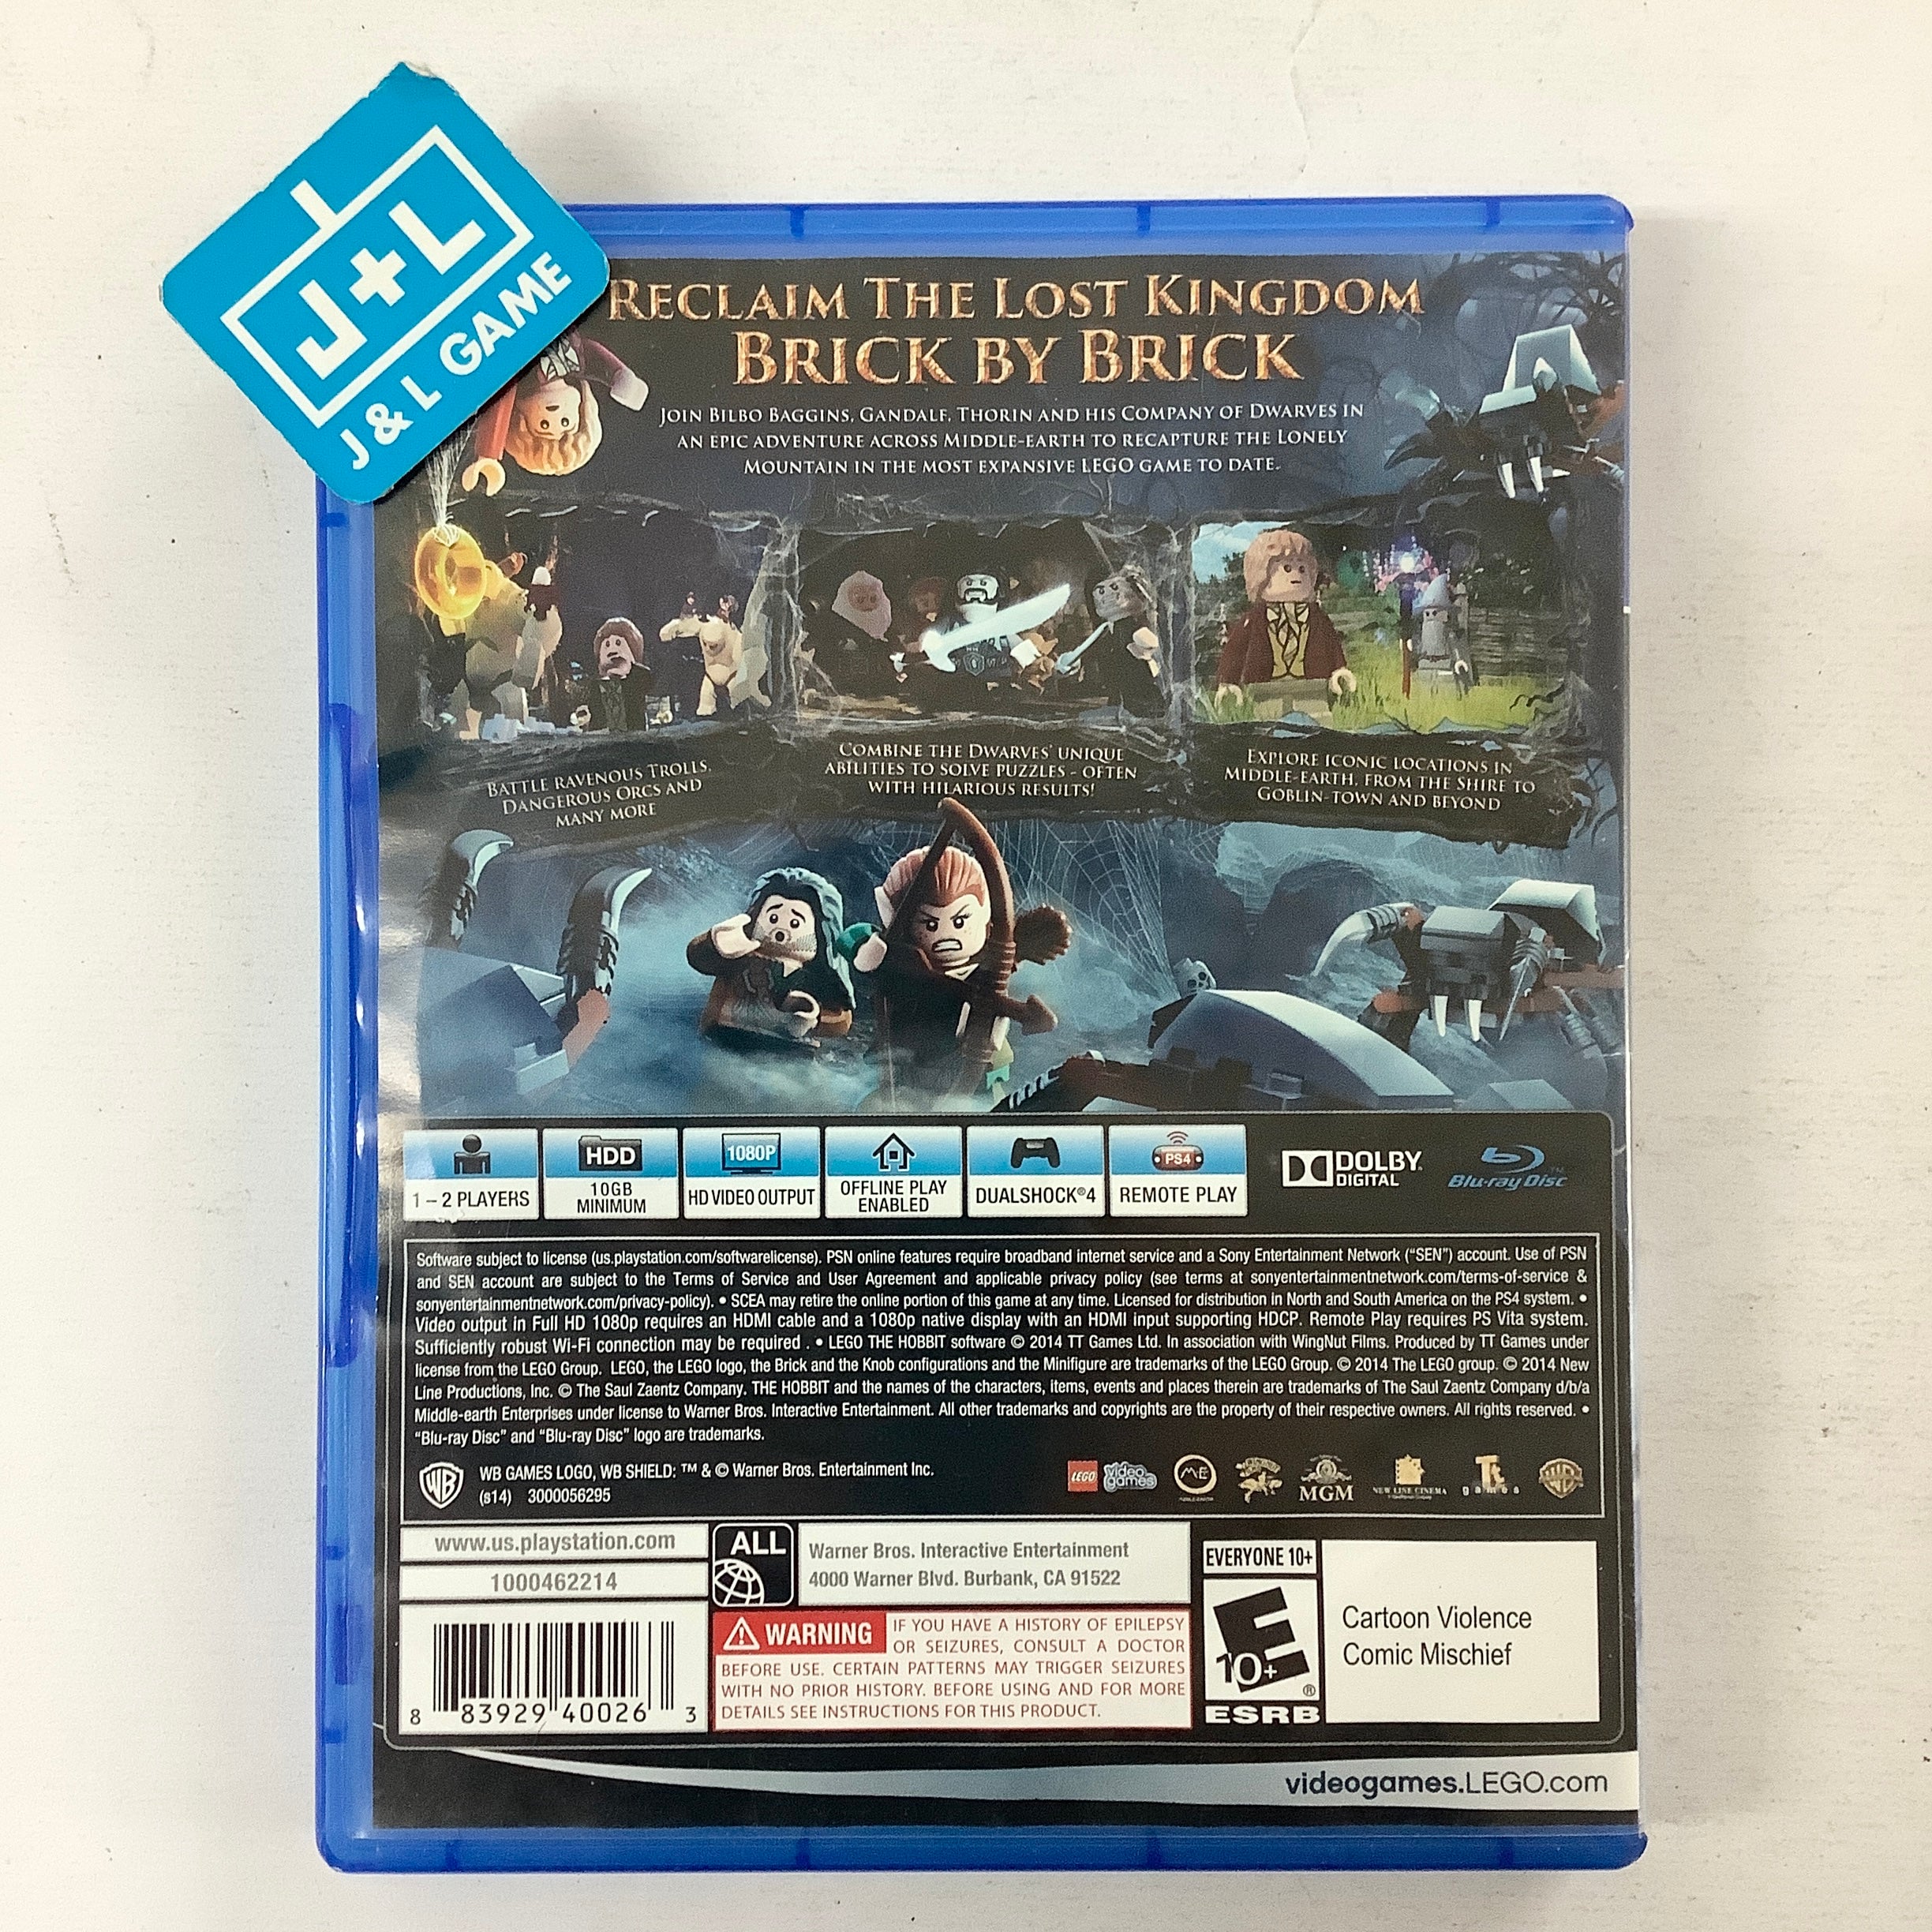 J+L
J & L GAME
RECLAIM THE LOST KINGDOM
BRICK BY BRICK
JOIN BILBO BAGGINS, GANDALF, THORIN AND HIS COMPANY OF DWARVES IN
AN EPIC ADVENTURE ACROSS MIDDLE-EARTH TO RECAPTURE THE LONELY
MOUNTAIN IN THE MOST EXPANSIVE LEGO GAME TO DATE.
BATTLE RAVENOUS TROLLS,
DANGEROUS ORCS AND
MANY MORE
COMBINE THE DWARVES' UNIQUE
ABILITIES TO SOLVE PUZZLES - OFTEN
WITH HILARIOUS RESULTS!
EXPLORE ICONIC LOCATIONS IN
MIDDLE-EARTH, FROM THE SHIRE TO
GOBLIN-TOWN AND BEYOND
1 – 2 PLAYERS
HDD
10GB
MINIMUM
1080P
HD VIDEO OUTPUT
OFFLINE PLAY
ENABLED
DUALSHOCK®4
PS4
REMOTE PLAY
DOLBY®
DIGITAL
Blu-ray Disc™
Software subject to license (us.playstation.com/softwarelicense). PSN online features require broadband internet service and a Sony Entertainment Network (“SEN”) account. Use of PSN
and SEN account are subject to the Terms of Service and User Agreement and applicable privacy policy (see terms at sonyentertainmentnetwork.com/terms-of-service &
sonyentertainmentnetwork.com/privacy-policy). • SCEA may retire the online portion of this game at any time. Licensed for distribution in North and South America on the PS4 system. •
Video output in Full HD 1080p requires an HDMI cable and a 1080p native display with an HDMI input supporting HDCP. Remote Play requires PS Vita system.
Sufficiently robust Wi-Fi connection may be required . • LEGO THE HOBBIT software © 2014 TT Games Ltd. In association with WingNut Films. Produced by TT Games under
license from the LEGO Group. LEGO, the LEGO logo, the Brick and the Knob configurations and the Minifigure are trademarks of the LEGO Group. © 2014 The LEGO group. © 2014 New
Line Productions, Inc. © The Saul Zaentz Company. THE HOBBIT and the names of the characters, items, events and places therein are trademarks of The Saul Zaentz Company d/b/a
Middle-earth Enterprises under license to Warner Bros. Interactive Entertainment. All other trademarks and copyrights are the property of their respective owners. All rights reserved. •
“Blu-ray Disc” and “Blu-ray Disc” logo are trademarks.
WB
WB GAMES LOGO, WB SHIELD: ™ & © Warner Bros. Entertainment Inc.
(s14) 3000056295
LEGO video games
ME
MGM
NEW LINE CINEMA
TT games
www.us.playstation.com
1000462214
ALL
Warner Bros. Interactive Entertainment
4000 Warner Blvd. Burbank, CA 91522
WARNING IF YOU HAVE A HISTORY OF EPILEPSY
OR SEIZURES, CONSULT A DOCTOR
BEFORE USE. CERTAIN PATTERNS MAY TRIGGER SEIZURES
WITH NO PRIOR HISTORY. BEFORE USING AND FOR MORE
DETAILS SEE INSTRUCTIONS FOR THIS PRODUCT.
8 83929 40026 3
EVERYONE 10+
E
10+
®
ESRB
Cartoon Violence
Comic Mischief
videogames.LEGO.com